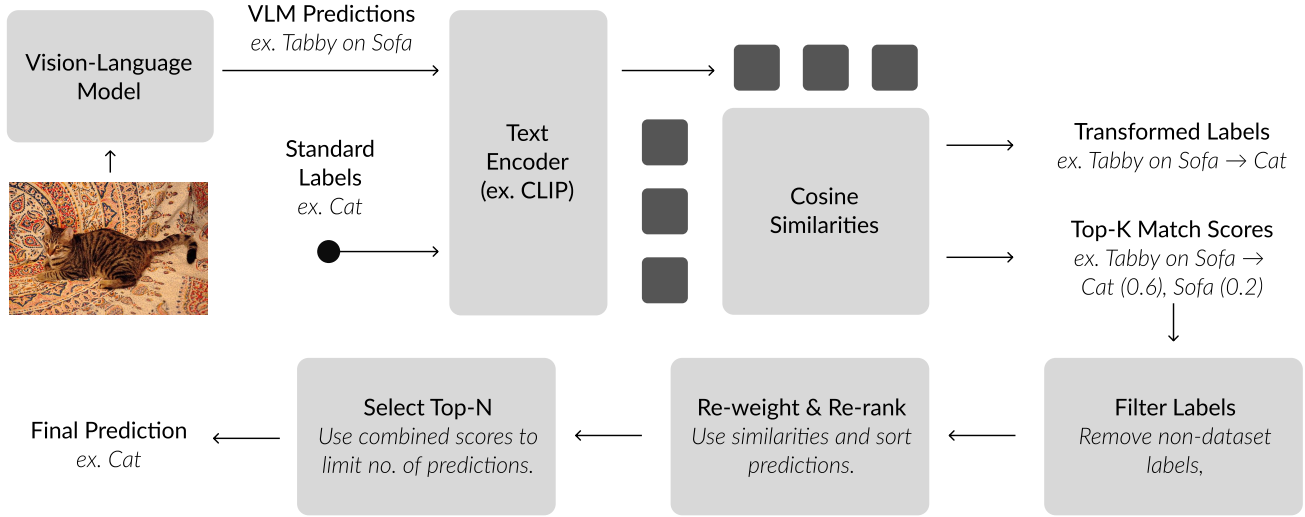 Vision-Language
Model
VLM Predictions
ex. Tabby on Sofa
Standard
Labels
ex. Cat
Text
Encoder
(ex. CLIP)
Cosine
Similarities
Transformed Labels
ex. Tabby on Sofa → Cat
Top-K Match Scores
ex. Tabby on Sofa →
Cat (0.6), Sofa (0.2)
Filter Labels
Remove non-dataset
labels,
Re-weight & Re-rank
Use similarities and sort
predictions.
Select Top-N
Use combined scores to
limit no. of predictions.
Final Prediction
ex. Cat